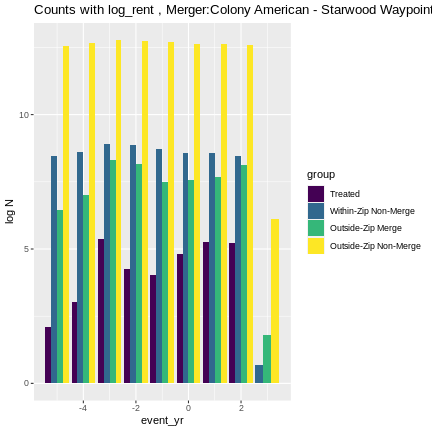 Counts with log_rent , Merger:Colony American - Starwood Waypoint
log N
10
5
0
-4
-2
0
2
event_yr
group
Treated
Within-Zip Non-Merge
Outside-Zip Merge
Outside-Zip Non-Merge